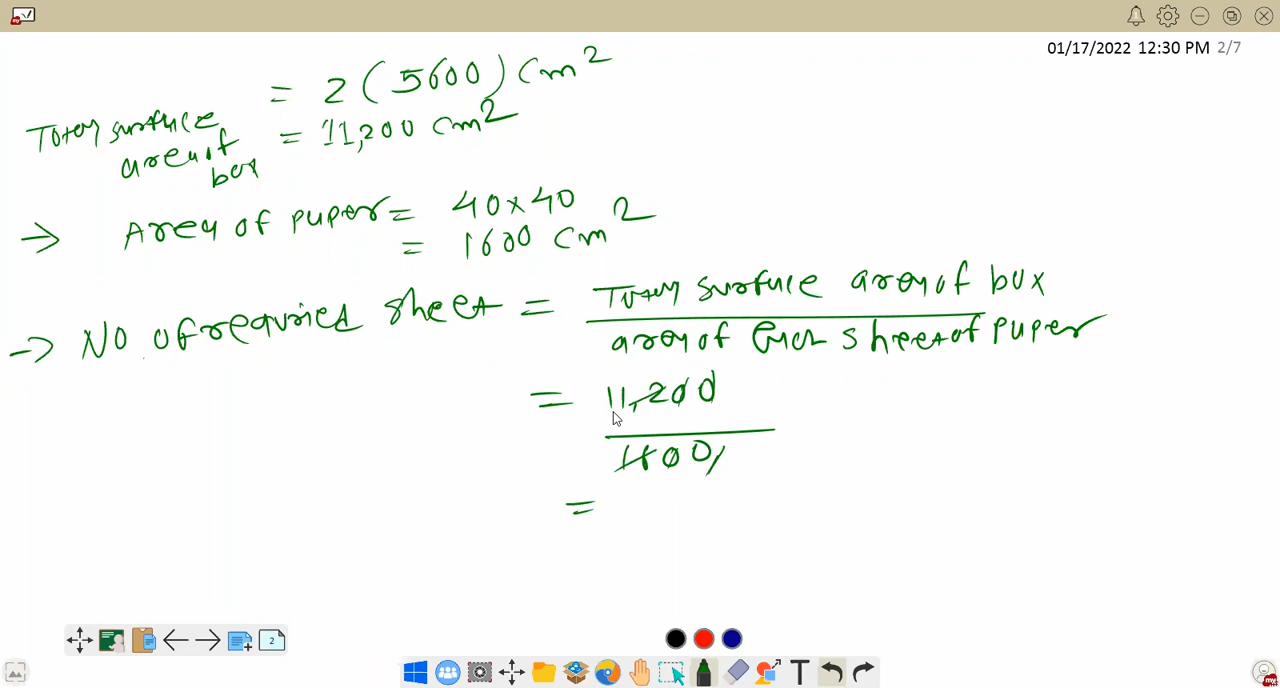 01/17/2022 12:30 PM 2/7
= 2 ( 5600 ) cm²
Total surface area of box = 11,200 cm²
→ Area of paper = 40 × 40
= 1600 cm²
→ No of requried sheet = Total surface area of box
area of each sheet of paper
= 11,200
1600
=
2
T